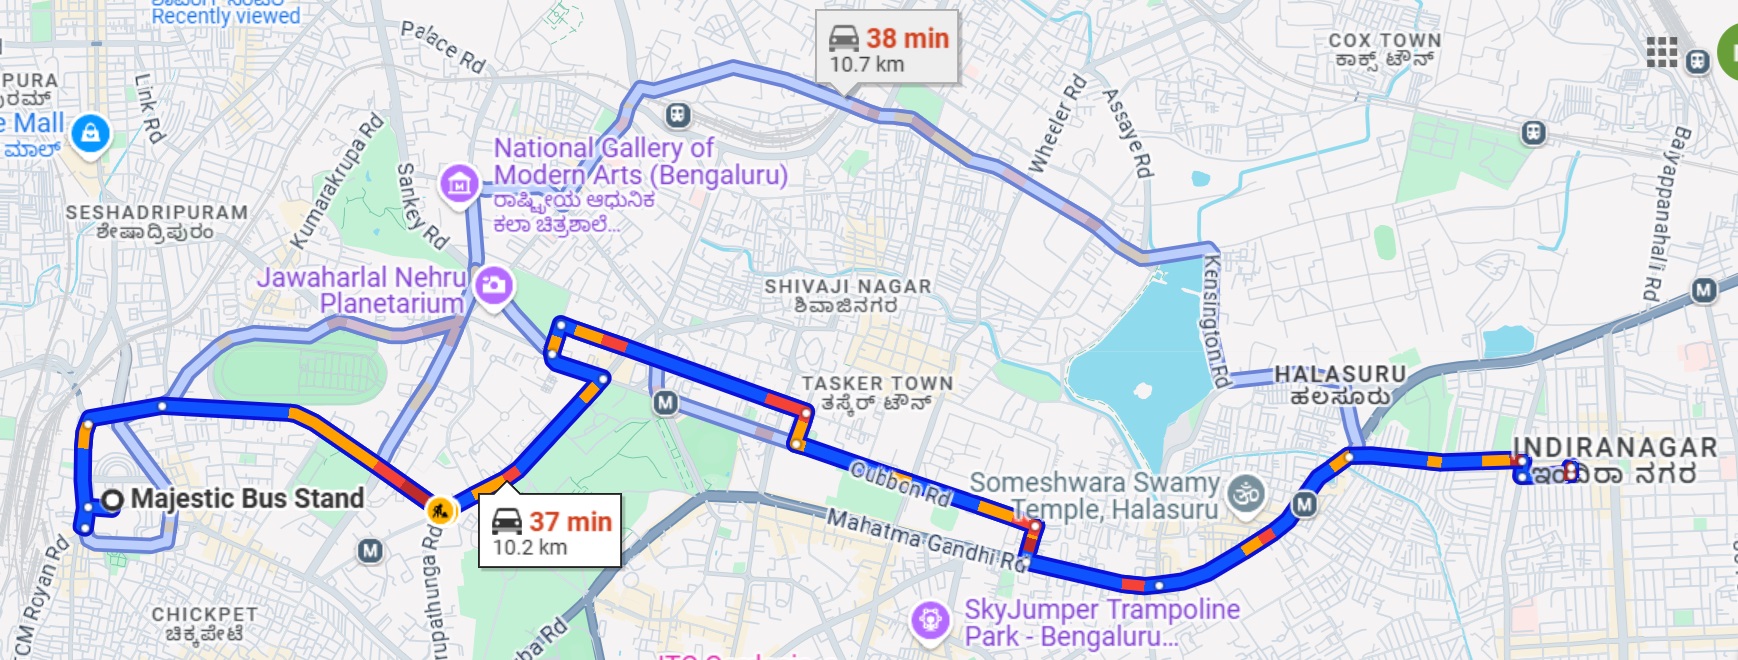 Recently viewed
Palace Rd
38 min
10.7 km
COX TOWN
ಕಾಕ್ಸ್ ಟೌನ್
PURA
ಪುರಮ್
Link Rd
e Mall
ಮಾಲ್
Kumarakrupa Rd
Sankey Rd
National Gallery of
Modern Arts (Bengaluru)
ರಾಷ್ಟ್ರೀಯ ಆಧುನಿಕ
ಕಲಾ ಚಿತ್ರಶಾಲೆ...
Wheeler Rd
Assaye Rd
Baiyappanahalli Rd
SESHADRIPURAM
ಶೇಷಾದ್ರಿಪುರಂ
Jawaharlal Nehru
Planetarium
SHIVAJI NAGAR
ಶಿವಾಜಿನಗರ
Kensington Rd
TASKER TOWN
ತಸ್ಕೆರ್ ಟೌನ್
HALASURU
ಹಲಸೂರು
INDIRANAGAR
ಇಂದಿರಾ ನಗರ
Majestic Bus Stand
Cubbon Rd
Someshwara Swamy
Temple, Halasuru
37 min
10.2 km
Mahatma Gandhi Rd
CHICKPET
ಚಿಕ್ಕಪೇಟೆ
TCM Royan Rd
rupathunga Rd
ba Rd
SkyJumper Trampoline
Park - Bengaluru...